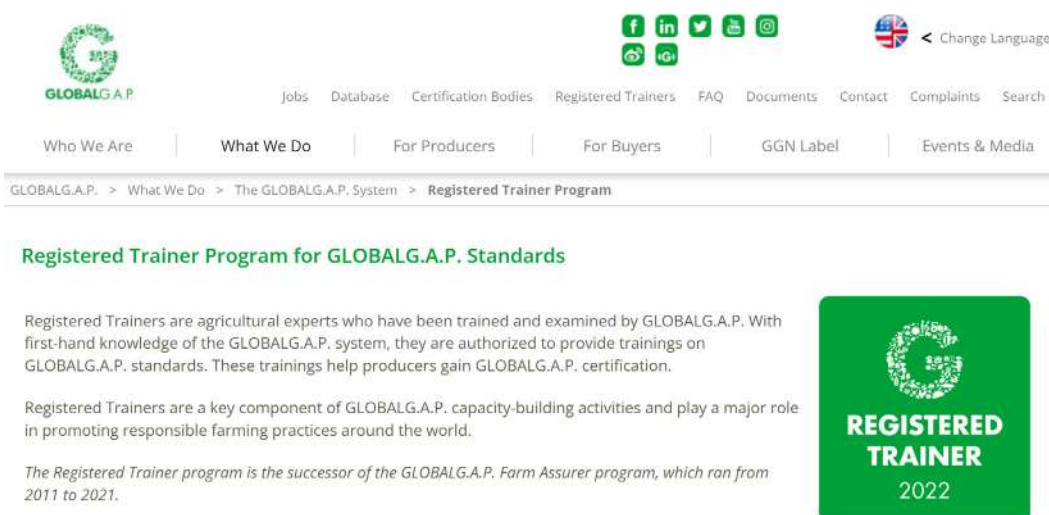 GLOBALG.A.P.
< Change Language
Jobs Database Certification Bodies Registered Trainers FAQ Documents Contact Complaints Search
Who We Are What We Do For Producers For Buyers GGN Label Events & Media
GLOBALG.A.P. > What We Do > The GLOBALG.A.P. System > Registered Trainer Program
Registered Trainer Program for GLOBALG.A.P. Standards
Registered Trainers are agricultural experts who have been trained and examined by GLOBALG.A.P. With
first-hand knowledge of the GLOBALG.A.P. system, they are authorized to provide trainings on
GLOBALG.A.P. standards. These trainings help producers gain GLOBALG.A.P. certification.
Registered Trainers are a key component of GLOBALG.A.P. capacity-building activities and play a major role
in promoting responsible farming practices around the world.
The Registered Trainer program is the successor of the GLOBALG.A.P. Farm Assurer program, which ran from
2011 to 2021.
REGISTERED
TRAINER
2022